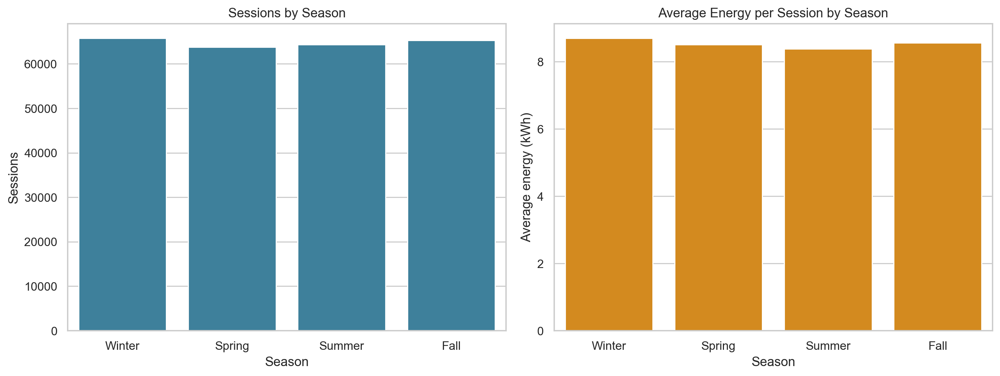 Sessions by Season
Sessions
60000
50000
40000
30000
20000
10000
0
Winter Spring Summer Fall
Season
Average Energy per Session by Season
Average energy (kWh)
8
6
4
2
0
Winter Spring Summer Fall
Season